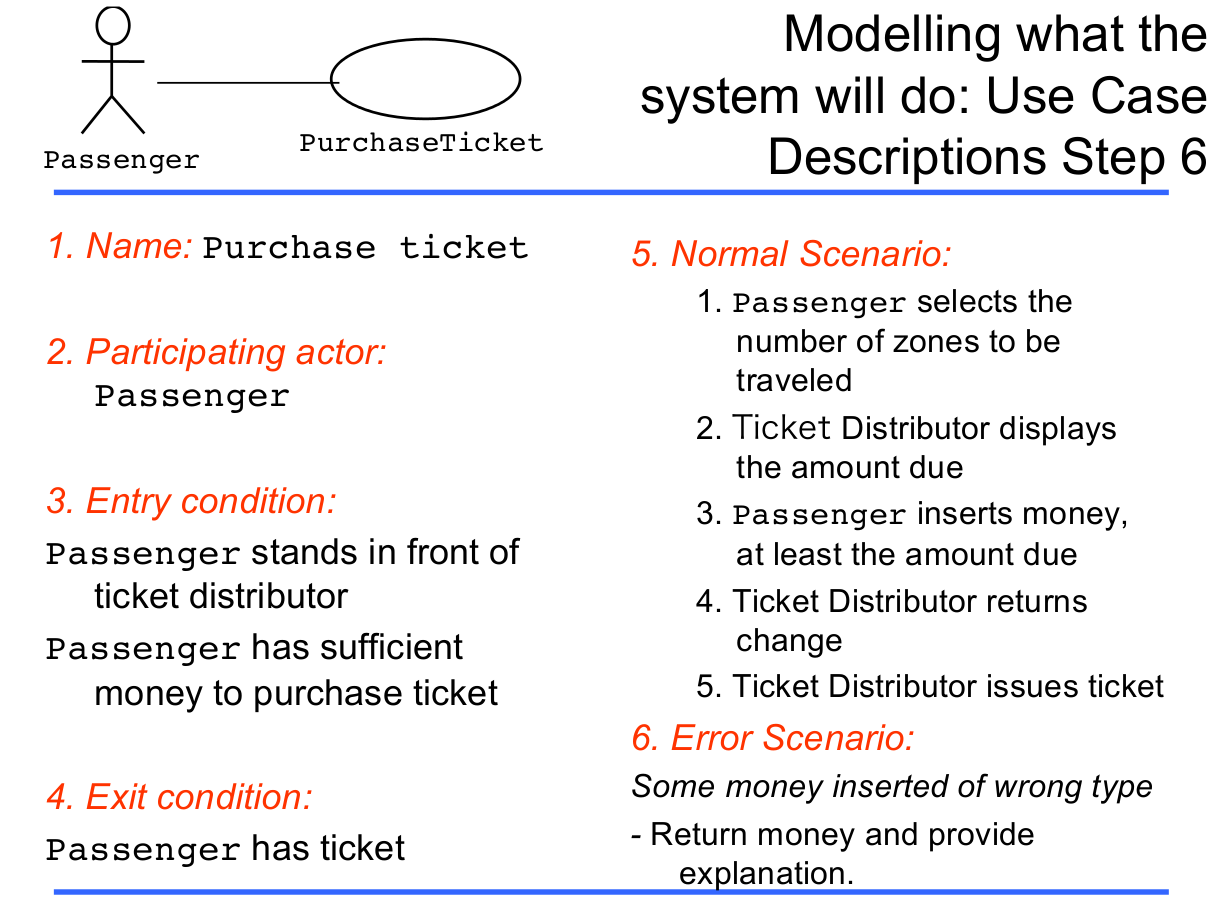 Modelling what the
system will do: Use Case
Descriptions Step 6
Passenger
PurchaseTicket
1. Name: Purchase ticket
2. Participating actor:
Passenger
3. Entry condition:
Passenger stands in front of
ticket distributor
Passenger has sufficient
money to purchase ticket
4. Exit condition:
Passenger has ticket
5. Normal Scenario:
1. Passenger selects the
number of zones to be
traveled
2. Ticket Distributor displays
the amount due
3. Passenger inserts money,
at least the amount due
4. Ticket Distributor returns
change
5. Ticket Distributor issues ticket
6. Error Scenario:
Some money inserted of wrong type
- Return money and provide
explanation.